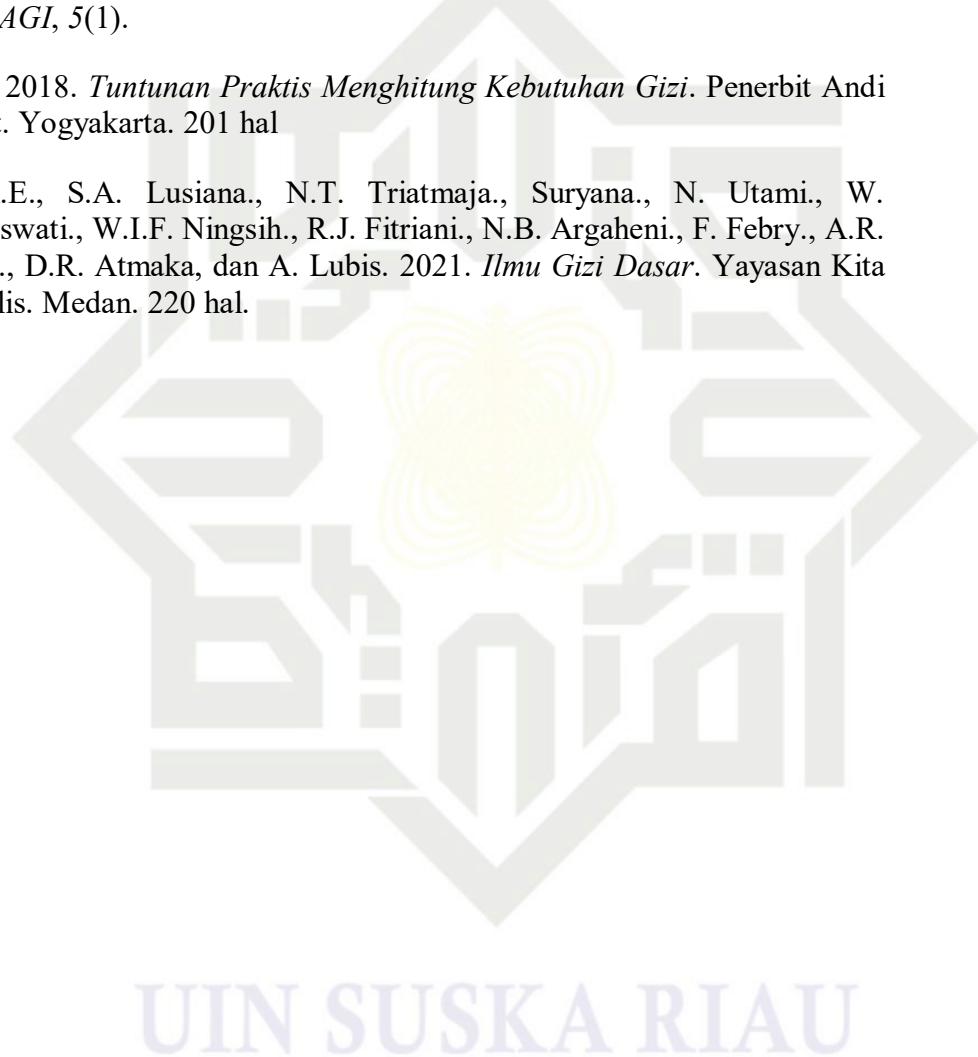 AGI, 5(1).
2018. Tuntunan Praktis Menghitung Kebutuhan Gizi. Penerbit Andi
. Yogyakarta. 201 hal
.E., S.A. Lusiana., N.T. Triatmaja., Suryana., N. Utami., W.
swati., W.I.F. Ningsih., R.J. Fitriani., N.B. Argaheni., F. Febry., A.R.
., D.R. Atmaka, dan A. Lubis. 2021. Ilmu Gizi Dasar. Yayasan Kita
lis. Medan. 220 hal.
UIN SUSKA RIAU